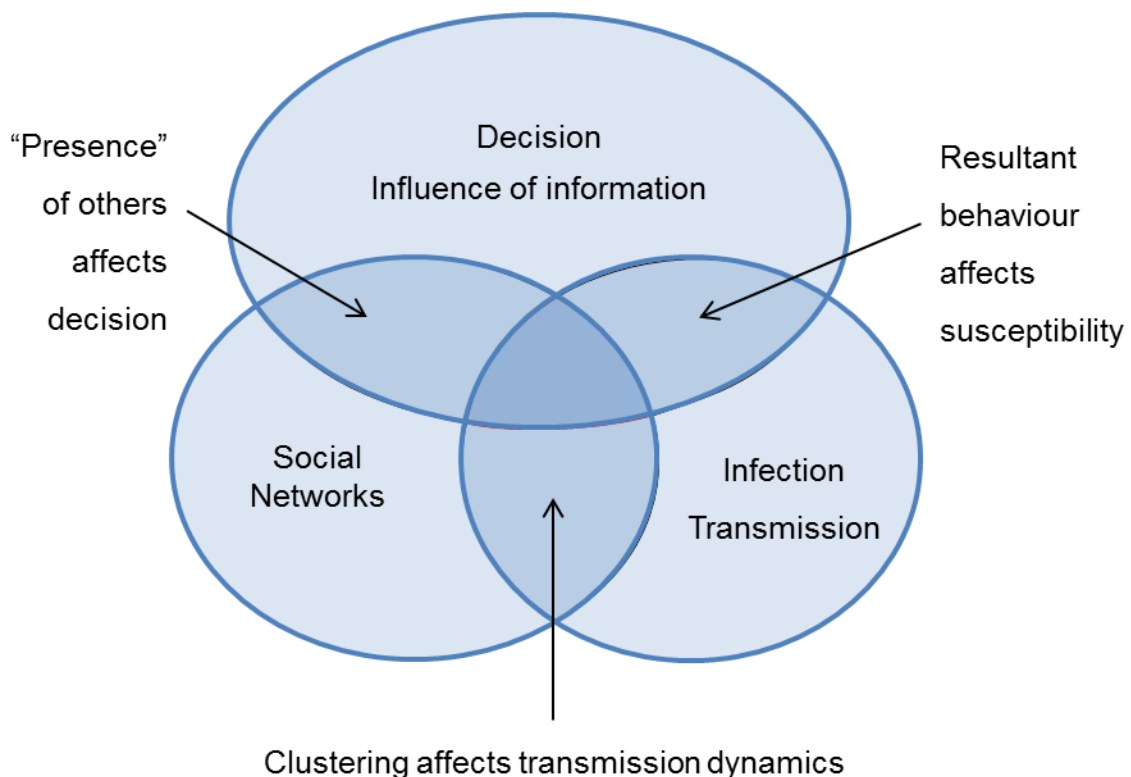 “Presence”
of others
affects
decision
Decision
Influence of information
Resultant
behaviour
affects
susceptibility
Social
Networks
Infection
Transmission
Clustering affects transmission dynamics